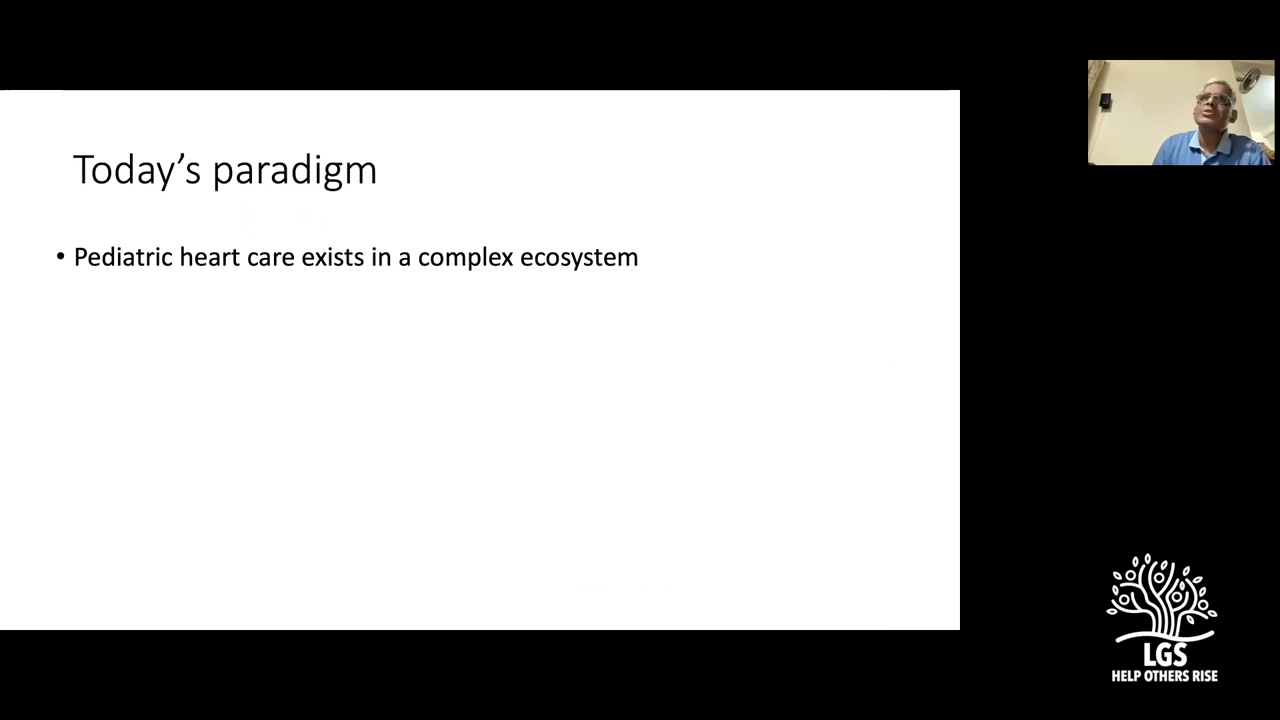 Today’s paradigm
• Pediatric heart care exists in a complex ecosystem
LGS
HELP OTHERS RISE